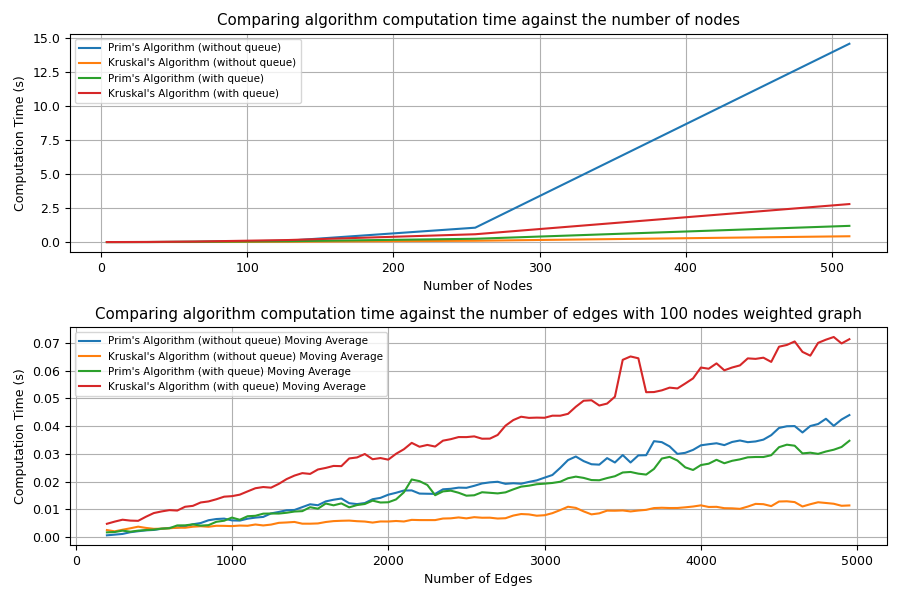 Comparing algorithm computation time against the number of nodes
Computation Time (s)
15.0
12.5
10.0
7.5
5.0
2.5
0.0
Prim's Algorithm (without queue)
Kruskal's Algorithm (without queue)
Prim's Algorithm (with queue)
Kruskal's Algorithm (with queue)
0 100 200 300 400 500
Number of Nodes
Comparing algorithm computation time against the number of edges with 100 nodes weighted graph
Computation Time (s)
0.07
0.06
0.05
0.04
0.03
0.02
0.01
0.00
Prim's Algorithm (without queue) Moving Average
Kruskal's Algorithm (without queue) Moving Average
Prim's Algorithm (with queue) Moving Average
Kruskal's Algorithm (with queue) Moving Average
0 1000 2000 3000 4000 5000
Number of Edges